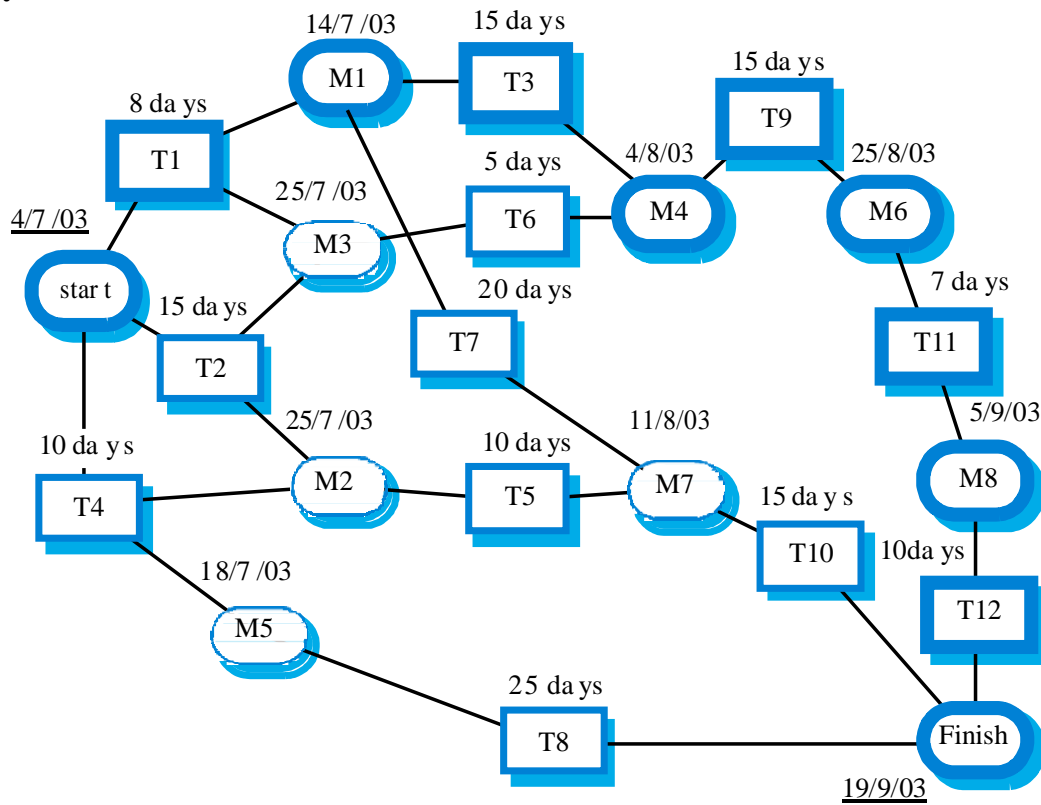 14/7 /03
15 da ys
M1
T3
15 da ys
T9
8 da ys
T1
5 da ys
4/8/03
25/8/03
25/7 /03
4/7 /03
M3
T6
M4
M6
star t
15 da ys
20 da ys
7 da ys
T2
T7
T11
25/7 /03
11/8/03
5/9/03
10 da y s
10 da ys
M2
M7
M8
T4
T5
15 da y s
T10
10da ys
18/7 /03
M5
T12
25 da ys
T8
Finish
19/9/03